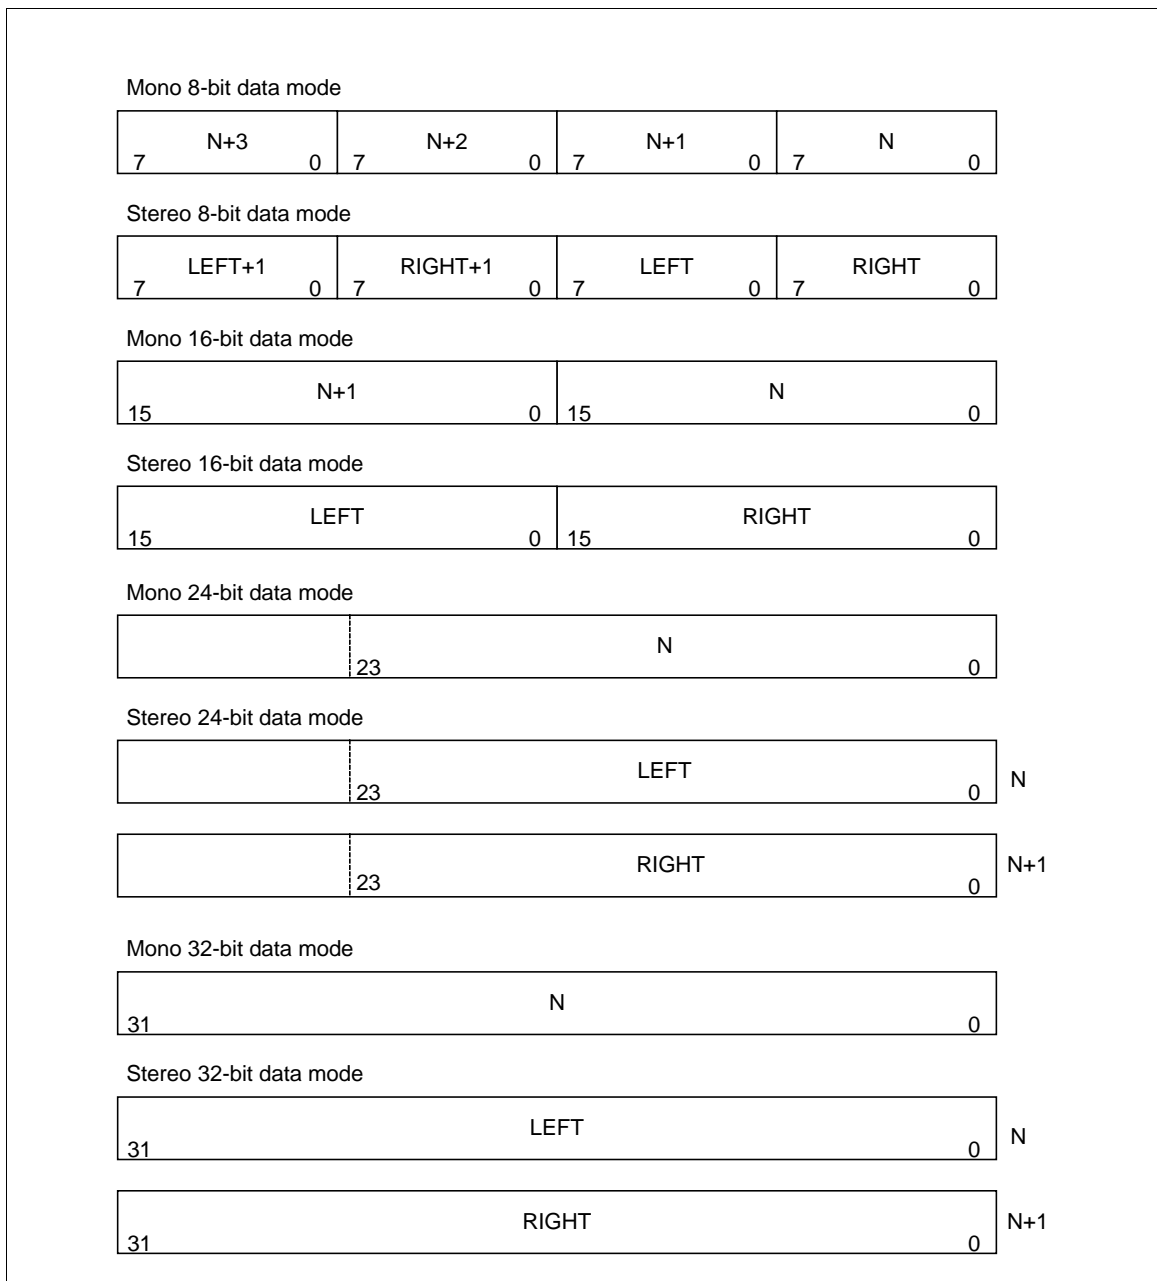 Mono 8-bit data mode
N+3 N+2 N+1 N
7 0 7 0 7 0 7 0
Stereo 8-bit data mode
LEFT+1 RIGHT+1 LEFT RIGHT
7 0 7 0 7 0 7 0
Mono 16-bit data mode
N+1 N
15 0 15 0
Stereo 16-bit data mode
LEFT RIGHT
15 0 15 0
Mono 24-bit data mode
N
23 0
Stereo 24-bit data mode
LEFT N
23 0
RIGHT N+1
23 0
Mono 32-bit data mode
N
31 0
Stereo 32-bit data mode
LEFT N
31 0
RIGHT N+1
31 0